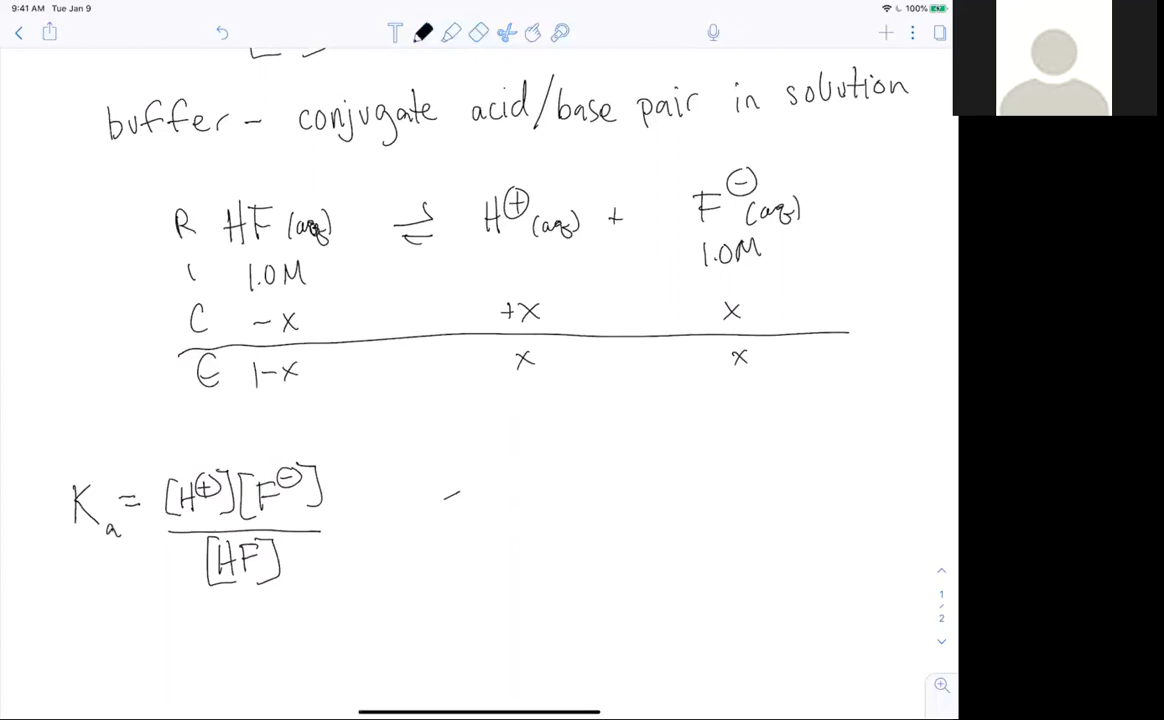 9:41 AM Tue Jan 9
100%
T
buffer – conjugate acid/base pair in solution
R HF (aq) ⇌ H⊕ (aq) + F⊖ (aq)
I 1.0M 1.0M
C -x +x x
E 1-x x x
Ka = [H⊕][F⊖] / [HF]
1
/
2